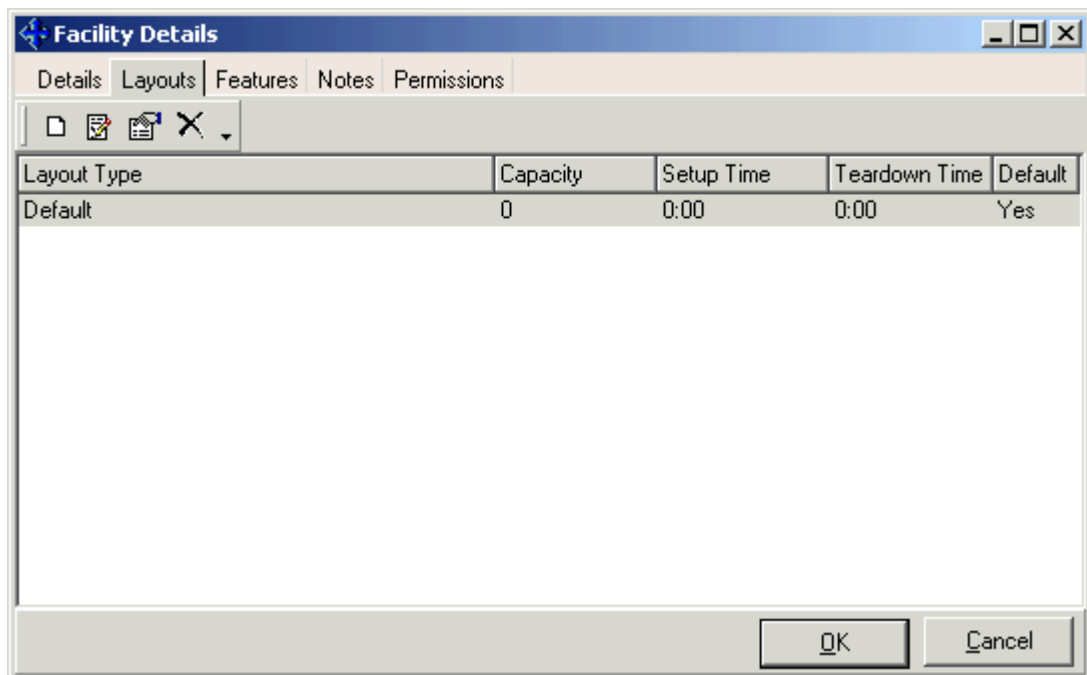 Facility Details
Details Layouts Features Notes Permissions
Layout Type Capacity Setup Time Teardown Time Default
Default 0 0:00 0:00 Yes
OK Cancel